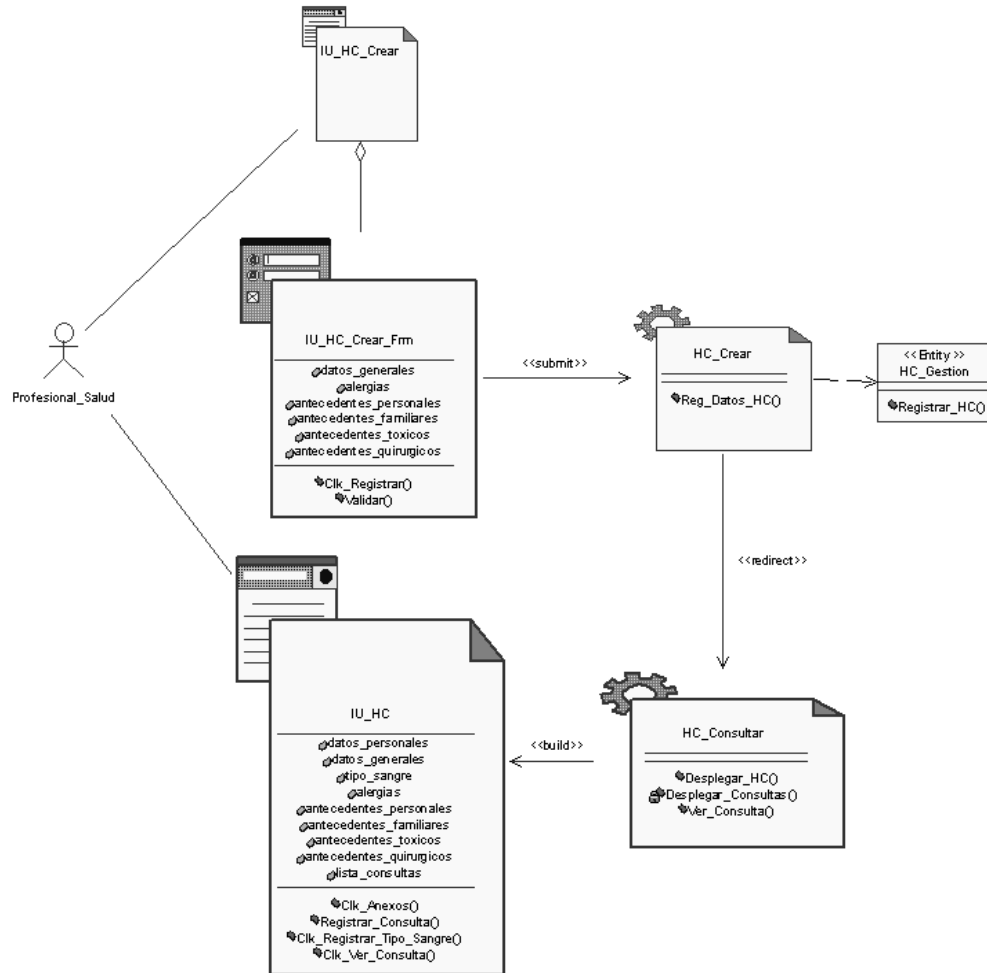 IU_HC_Crear
IU_HC_Crear_Frm
datos_generales
alergias
antecedentes_personales
antecedentes_familiares
antecedentes_toxicos
antecedentes_quirurgicos
Clk_Registrar()
Validar()
<<submit>>
HC_Crear
Reg_Datos_HC()
<<Entity>>
HC_Gestion
Registrar_HC()
Profesional_Salud
<<redirect>>
IU_HC
datos_personales
datos_generales
tipo_sangre
alergias
antecedentes_personales
antecedentes_familiares
antecedentes_toxicos
antecedentes_quirurgicos
lista_consultas
Clk_Anexos()
Registrar_Consulta()
Clk_Registrar_Tipo_Sangre()
Clk_Ver_Consulta()
<<build>>
HC_Consultar
Desplegar_HC()
Desplegar_Consultas()
Ver_Consulta()